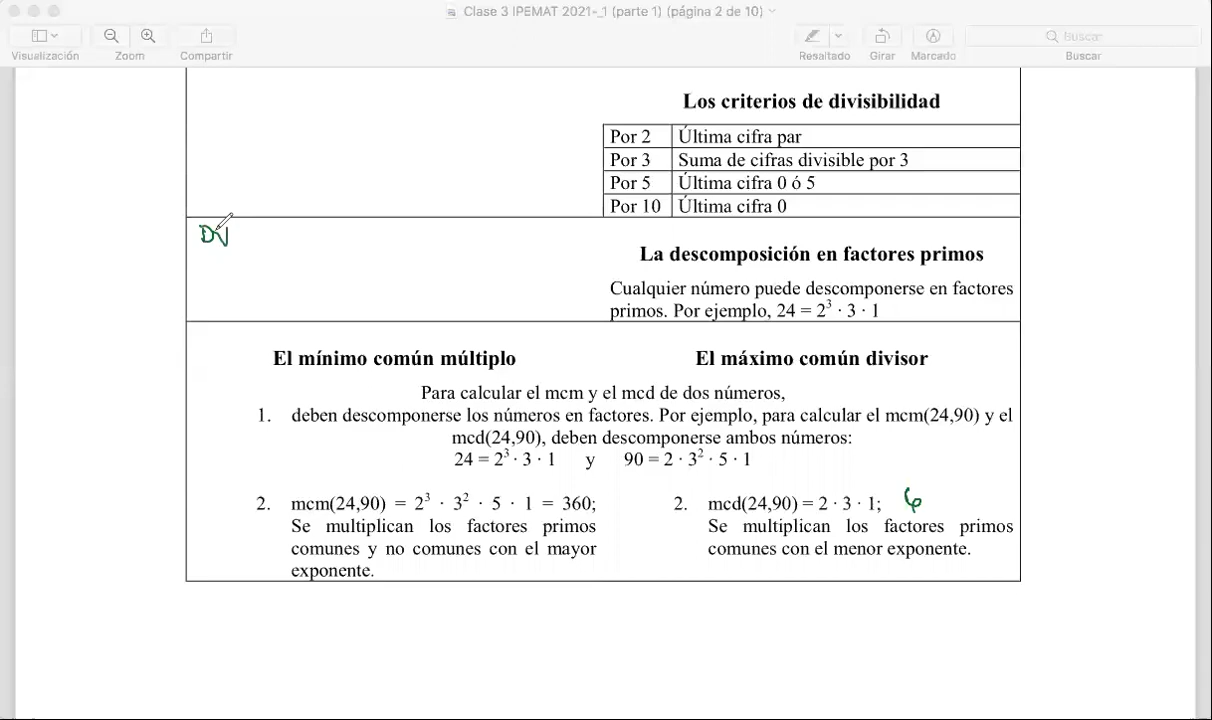 Clase 3 IPEMAT 2021-_1 (parte 1) (página 2 de 10)
Visualización Zoom Compartir Resaltado Girar Marcado Buscar
Buscar
Los criterios de divisibilidad
Por 2 Última cifra par
Por 3 Suma de cifras divisible por 3
Por 5 Última cifra 0 ó 5
Por 10 Última cifra 0
La descomposición en factores primos
Cualquier número puede descomponerse en factores
primos. Por ejemplo, 24 = 2³ · 3 · 1
El mínimo común múltiplo El máximo común divisor
Para calcular el mcm y el mcd de dos números,
1. deben descomponerse los números en factores. Por ejemplo, para calcular el mcm(24,90) y el
mcd(24,90), deben descomponerse ambos números:
24 = 2³ · 3 · 1 y 90 = 2 · 3² · 5 · 1
2. mcm(24,90) = 2³ · 3² · 5 · 1 = 360;
Se multiplican los factores primos
comunes y no comunes con el mayor
exponente.
2. mcd(24,90) = 2 · 3 · 1; 6
Se multiplican los factores primos
comunes con el menor exponente.